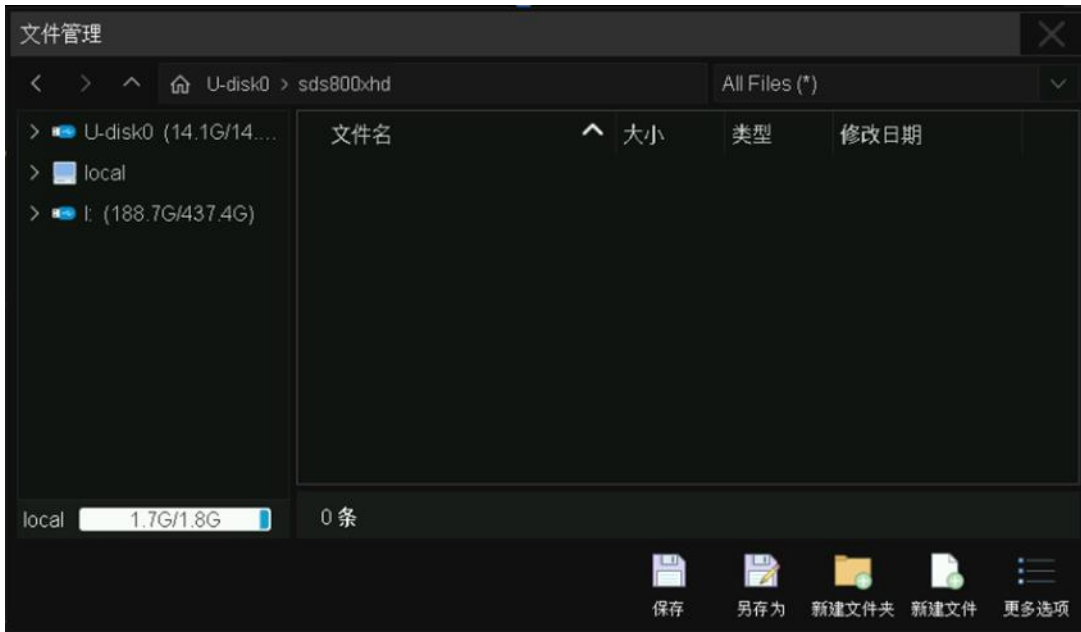 文件管理
U-disk0 > sds800xhd All Files (*)
文件名 大小 类型 修改日期
U-disk0 (14.1G/14....
local
I: (188.7G/437.4G)
local 1.7G/1.8G 0 条
保存 另存为 新建文件夹 新建文件 更多选项